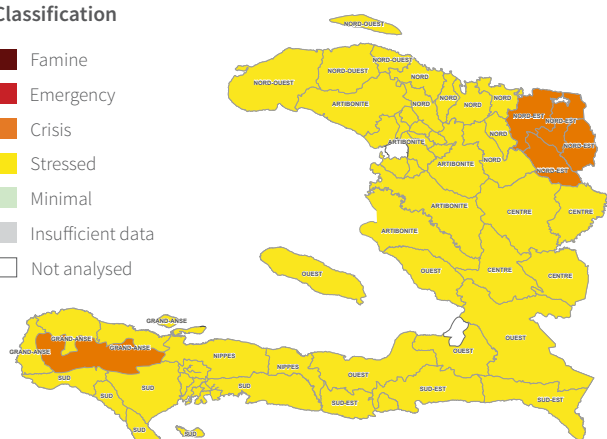 Classification
Famine
Emergency
Crisis
Stressed
Minimal
Insufficient data
Not analysed
NORD-OUEST
NORD-OUEST
NORD-OUEST
NORD-OUEST
NORD
NORD
NORD
NORD
NORD
ARTIBONITE
NORD-EST
NORD-EST
NORD
ARTIBONITE
NORD-EST
ARTIBONITE
NORD
NORD-EST
ARTIBONITE
CENTRE
CENTRE
ARTIBONITE
OUEST
OUEST
CENTRE
CENTRE
GRAND-ANSE
GRAND-ANSE
GRAND-ANSE
GRAND-ANSE
OUEST
OUEST
NIPPES
NIPPES
OUEST
SUD
SUD
SUD
SUD
SUD-EST
SUD-EST
SUD-EST
SUD
SUD